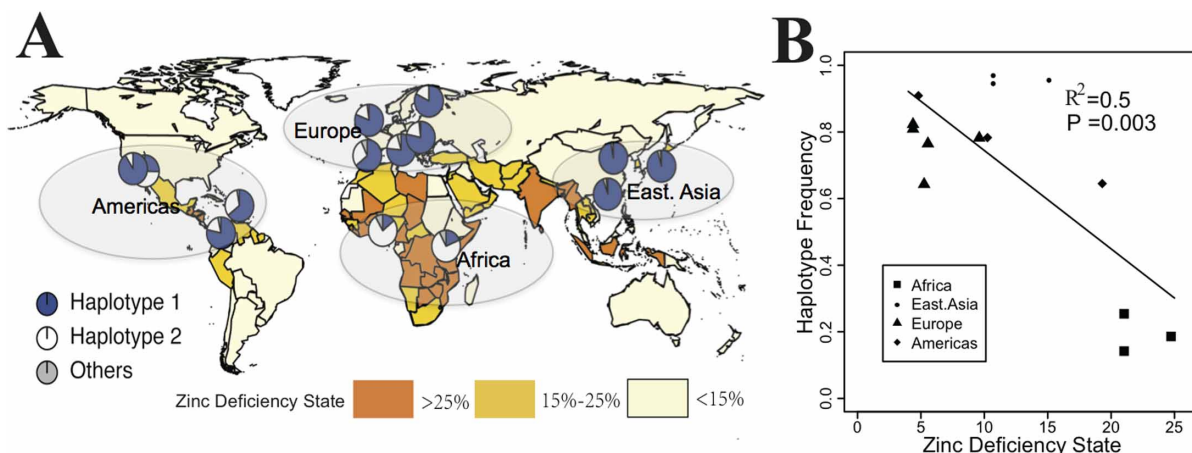 A
Europe
Americas
East. Asia
Africa
Haplotype 1
Haplotype 2
Others
Zinc Deficiency State
>25%
15%-25%
<15%
B
R²=0.5
P =0.003
Haplotype Frequency
1.0
0.8
0.6
0.4
0.2
0.0
Africa
East.Asia
Europe
Americas
0 5 10 15 20 25
Zinc Deficiency State